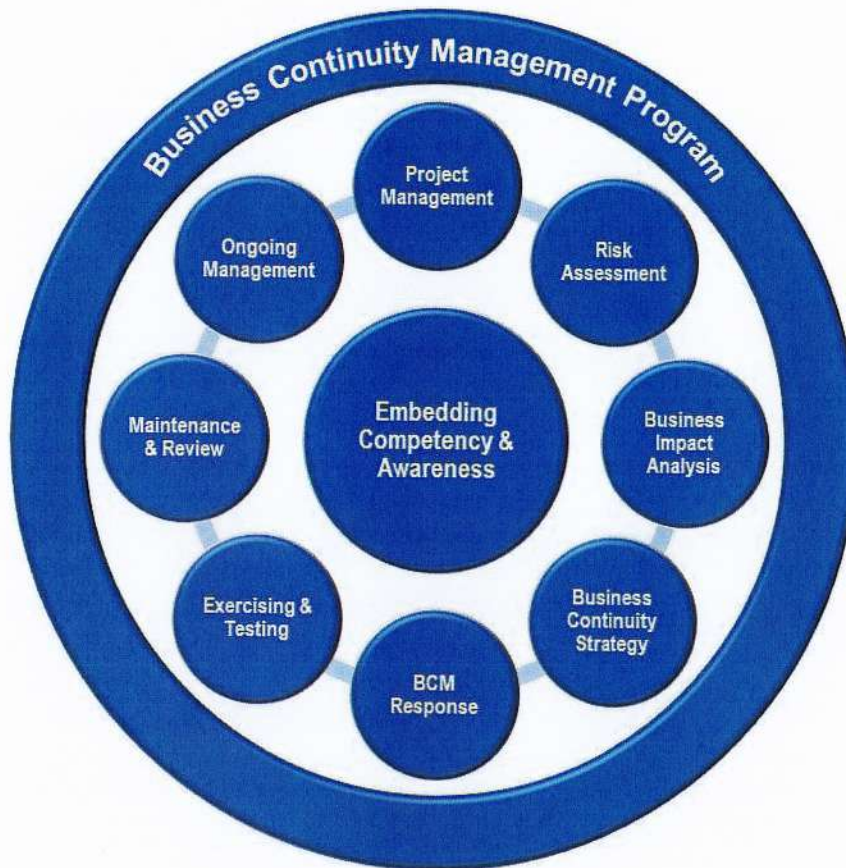 Business Continuity Management Program
Project
Management
Risk
Assessment
Business
Impact
Analysis
Business
Continuity
Strategy
BCM
Response
Exercising &
Testing
Maintenance
& Review
Ongoing
Management
Embedding
Competency &
Awareness